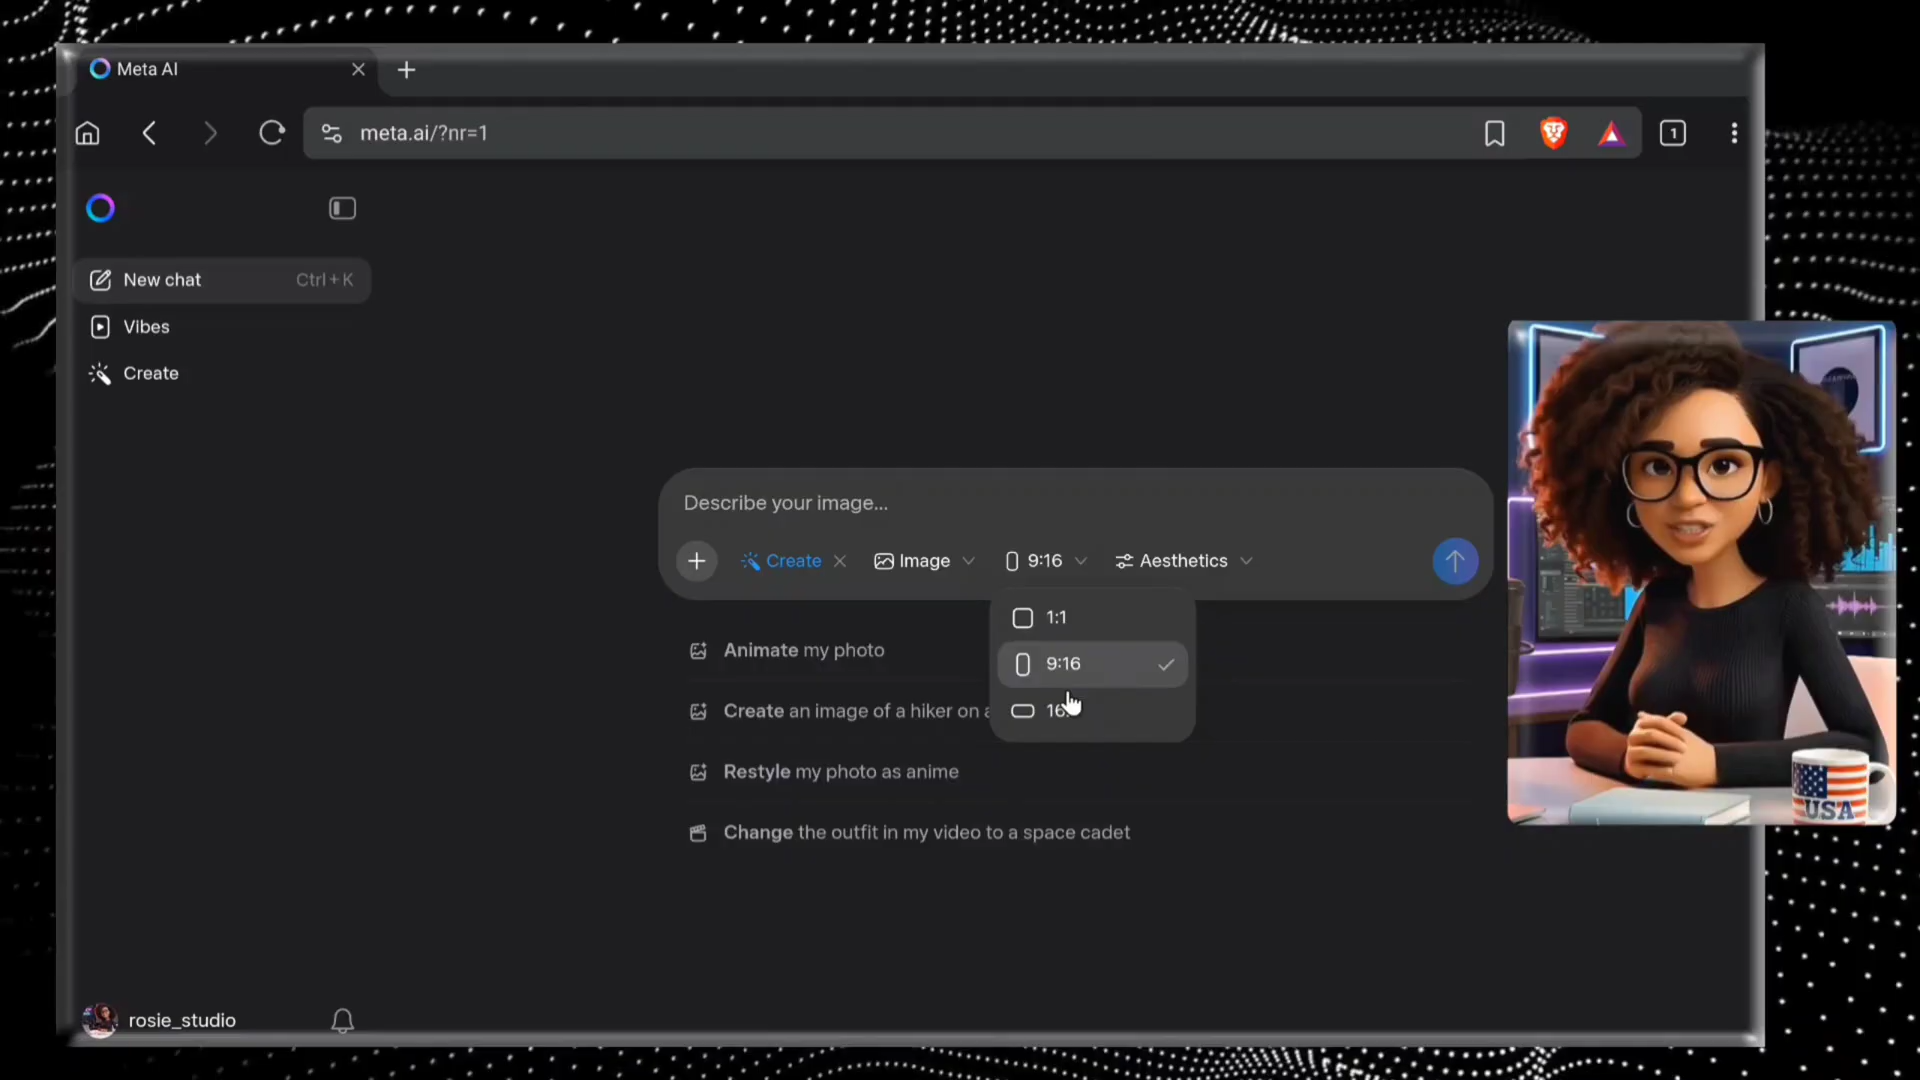 Meta AI
meta.ai/?nr=1
1
New chat Ctrl+K
Vibes
Create
Describe your image...
Create Image 9:16 Aesthetics
1:1
9:16
Animate my photo
Create an image of a hiker on
Restyle my photo as anime
Change the outfit in my video to a space cadet
USA
rosie_studio